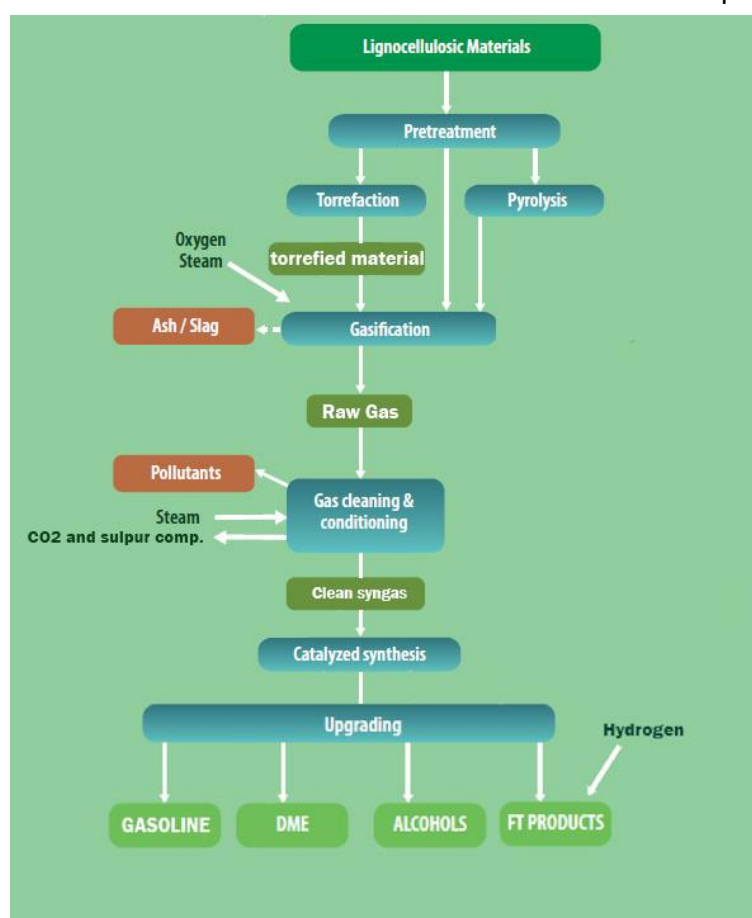 Lignocellulosic Materials
Pretreatment
Torrefaction
Pyrolysis
Oxygen
Steam
torrefied material
Ash / Slag
Gasification
Raw Gas
Pollutants
Gas cleaning &
conditioning
Steam
CO2 and sulpur comp.
Clean syngas
Catalyzed synthesis
Upgrading
Hydrogen
GASOLINE
DME
ALCOHOLS
FT PRODUCTS